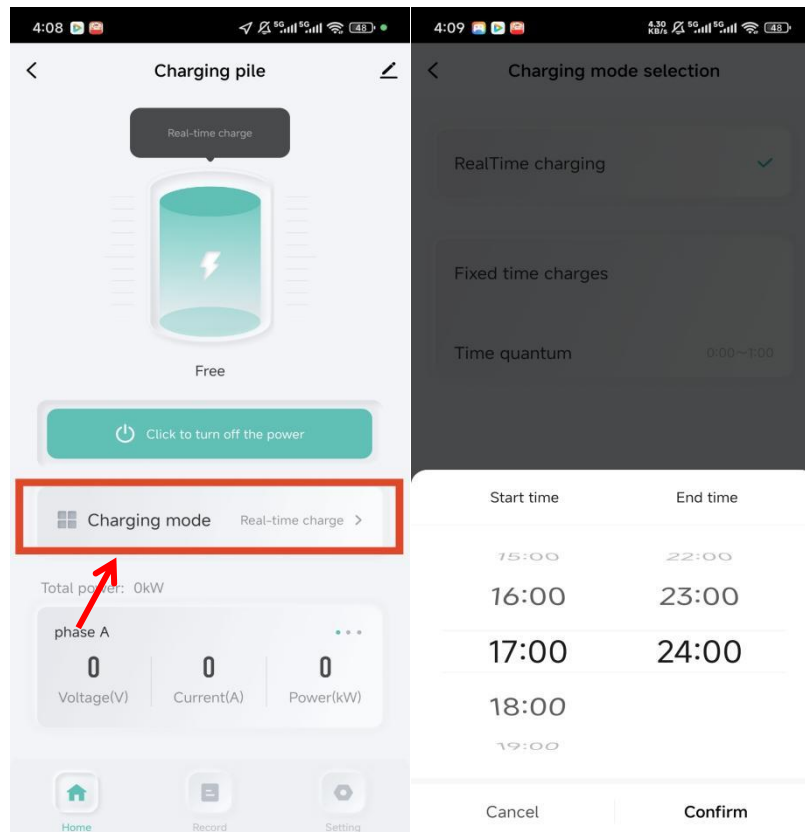 4:08
5G 5G 48
Charging pile
Real-time charge
Free
Click to turn off the power
Charging mode Real-time charge >
Total power: 0kW
phase A
0 0 0
Voltage(V) Current(A) Power(kW)
Home Record Setting
4:09
4.30 KB/s 5G 5G 48
Charging mode selection
RealTime charging
Fixed time charges
Time quantum 0:00~1:00
Start time End time
15:00 22:00
16:00 23:00
17:00 24:00
18:00
19:00
Cancel Confirm